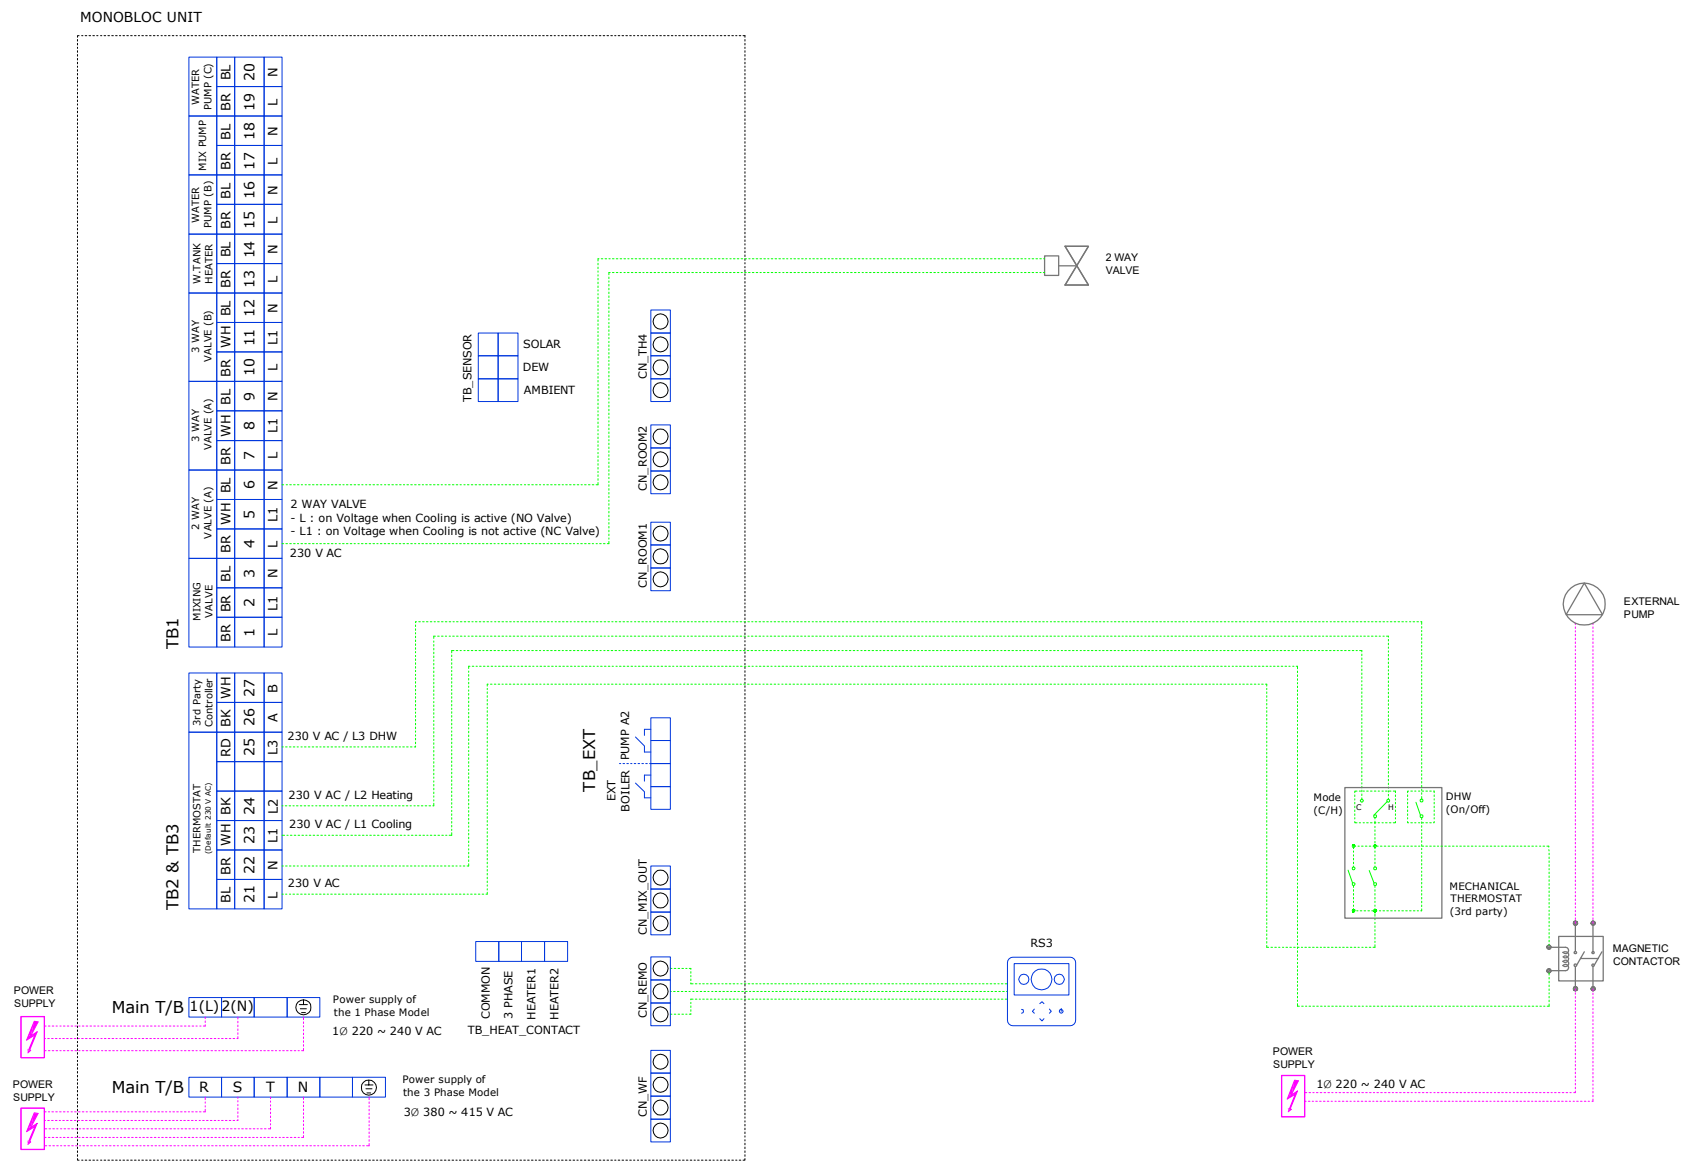 MONOBLOC UNIT
WATER
PUMP (C)
BL 20 N
BR 19 L
MIX PUMP
BL 18 N
BR 17 L
WATER
PUMP (B)
BL 16 N
BR 15 L
W.TANK
HEATER
BL 14 N
BR 13 L
3 WAY
VALVE (B)
BL 12 N
WH 11 L1
BR 10 L
3 WAY
VALVE (A)
BL 9 N
WH 8 L1
BR 7 L
2 WAY
VALVE(A)
BL 6 N
WH 5 L1
BR 4 L
MIXING
VALVE
BL 3 N
BR 2 L1
BR 1 L
TB1
2 WAY VALVE
- L : on Voltage when Cooling is active (NO Valve)
- L1 : on Voltage when Cooling is not active (NC Valve)
230 V AC
TB_SENSOR
SOLAR
DEW
AMBIENT
CN_TH4
CN_ROOM2
CN_ROOM1
2 WAY
VALVE
3rd Party
Controller
WH 27 B
BK 26 A
THERMOSTAT
(Default 230 V AC)
RD 25 L3
BK 24 L2
WH 23 L1
BR 22 N
BL 21 L
TB2 & TB3
230 V AC / L3 DHW
230 V AC / L2 Heating
230 V AC / L1 Cooling
230 V AC
TB_EXT
PUMP A2
EXT
BOILER
CN_MIX_OUT
CN_REMO
CN_WF
COMMON
3 PHASE
HEATER1
HEATER2
TB_HEAT_CONTACT
RS3
EXTERNAL
PUMP
Mode
(C/H)
C
H
DHW
(On/Off)
MECHANICAL
THERMOSTAT
(3rd party)
MAGNETIC
CONTACTOR
POWER
SUPPLY
1Ø 220 ~ 240 V AC
POWER
SUPPLY
Main T/B 1(L) 2(N)
Power supply of
the 1 Phase Model
1Ø 220 ~ 240 V AC
POWER
SUPPLY
Main T/B R S T N
Power supply of
the 3 Phase Model
3Ø 380 ~ 415 V AC